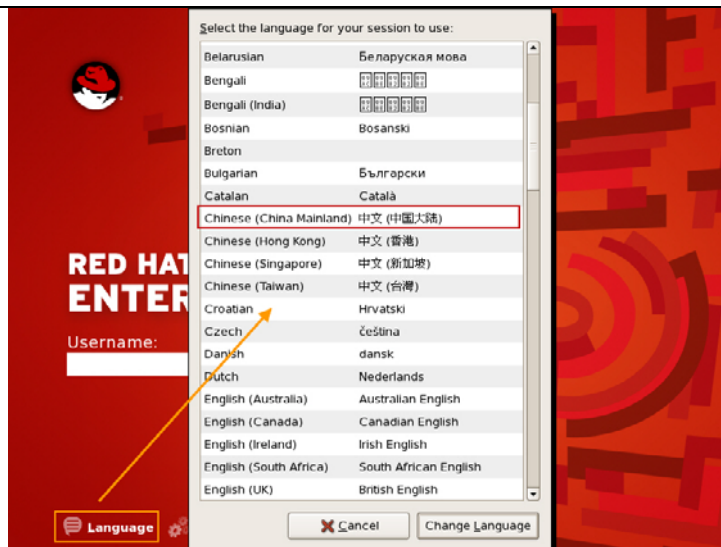 Select the language for your session to use:
Belarusian Беларуская мова
Bengali
Bengali (India)
Bosnian Bosanski
Breton
Bulgarian Български
Catalan Català
Chinese (China Mainland) 中文 (中国大陆)
Chinese (Hong Kong) 中文 (香港)
Chinese (Singapore) 中文 (新加坡)
Chinese (Taiwan) 中文 (台灣)
Croatian Hrvatski
Czech čeština
Danish dansk
Dutch Nederlands
English (Australia) Australian English
English (Canada) Canadian English
English (Ireland) Irish English
English (South Africa) South African English
English (UK) British English
Cancel
Change Language
RED HAT
ENTER
Username:
Language